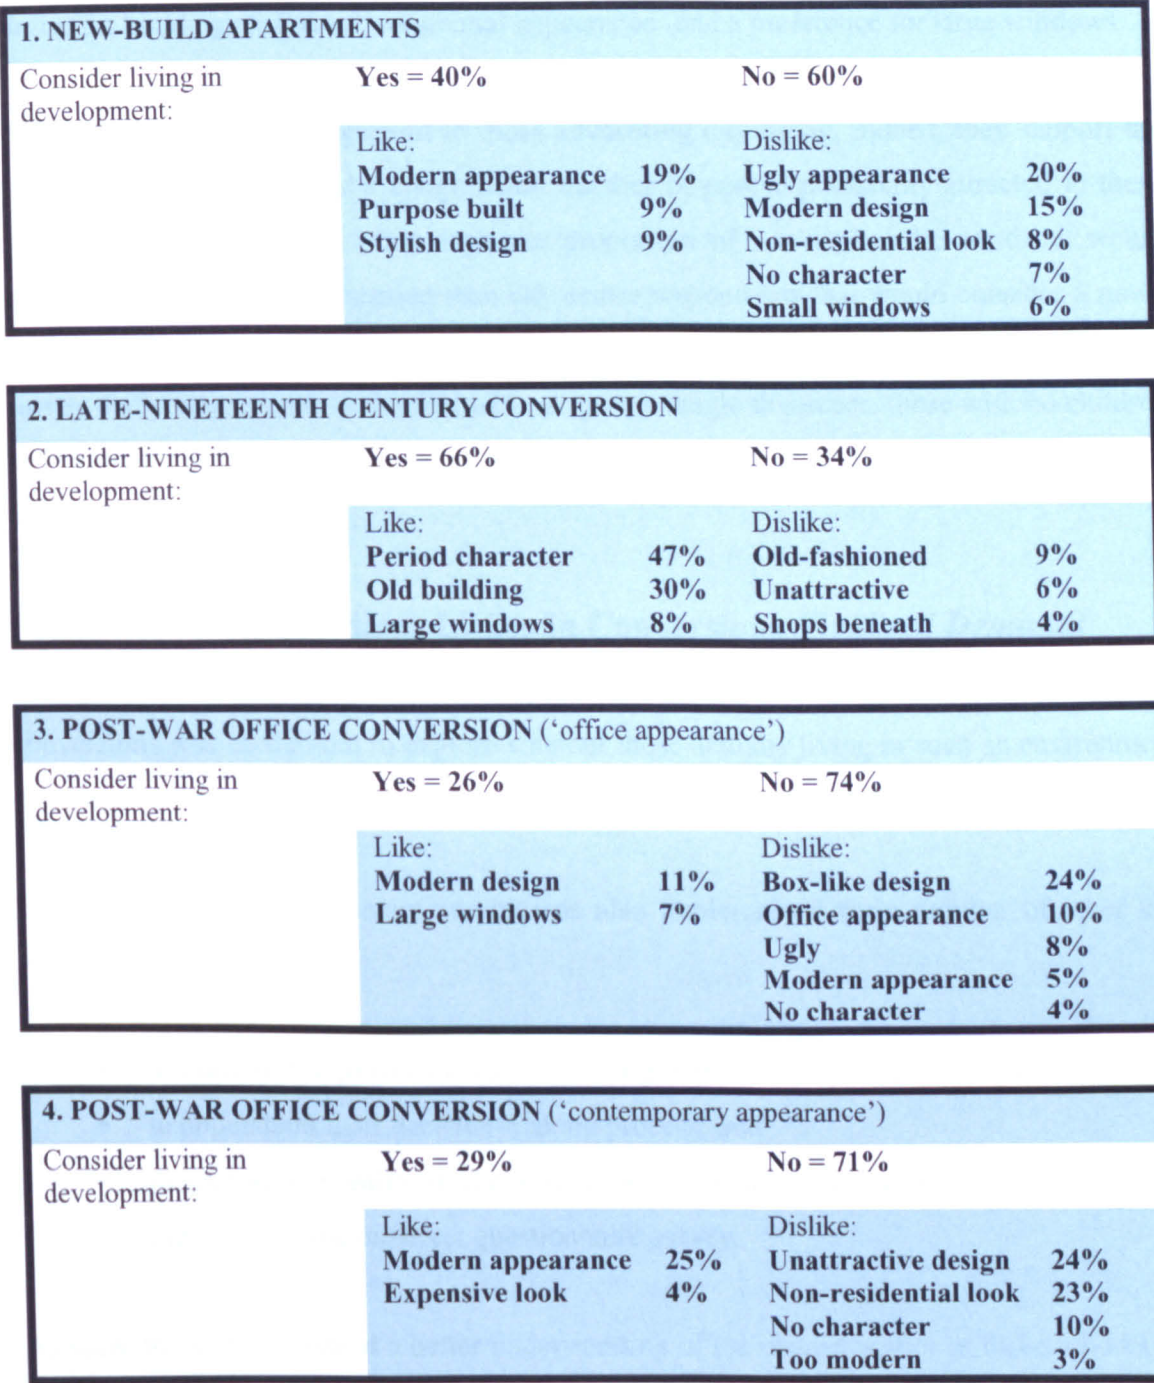 1. NEW-BUILD APARTMENTS
Consider living in Yes = 40% No = 60%
development:
Like: Dislike:
Modern appearance 19% Ugly appearance 20%
Purpose built 9% Modern design 15%
Stylish design 9% Non-residential look 8%
No character 7%
Small windows 6%
2. LATE-NINETEENTH CENTURY CONVERSION
Consider living in Yes = 66% No = 34%
development:
Like: Dislike:
Period character 47% Old-fashioned 9%
Old building 30% Unattractive 6%
Large windows 8% Shops beneath 4%
3. POST-WAR OFFICE CONVERSION (‘office appearance’)
Consider living in Yes = 26% No = 74%
development:
Like: Dislike:
Modern design 11% Box-like design 24%
Large windows 7% Office appearance 10%
Ugly 8%
Modern appearance 5%
No character 4%
4. POST-WAR OFFICE CONVERSION (‘contemporary appearance’)
Consider living in Yes = 29% No = 71%
development:
Like: Dislike:
Modern appearance 25% Unattractive design 24%
Expensive look 4% Non-residential look 23%
No character 10%
Too modern 3%